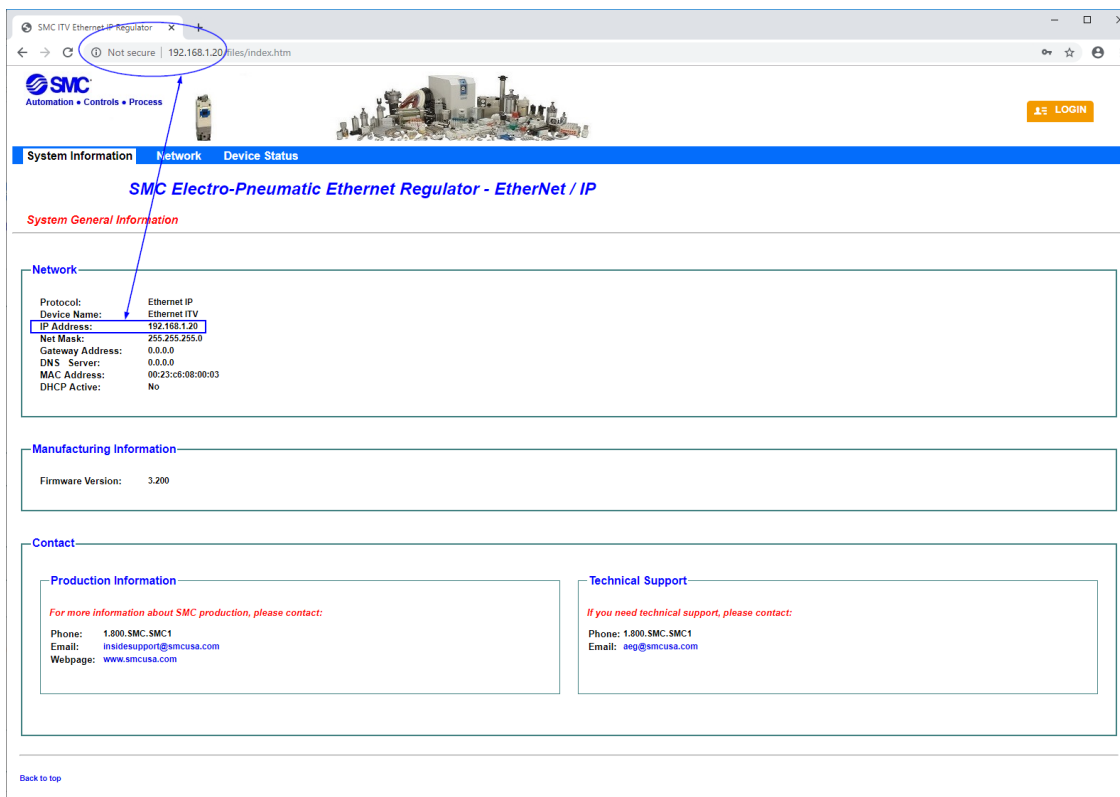 SMC ITV Ethernet IP Regulator
Not secure | 192.168.1.20/files/index.htm
SMC
Automation • Controls • Process
LOGIN
System Information Network Device Status
SMC Electro-Pneumatic Ethernet Regulator - EtherNet / IP
System General Information
Network
Protocol: Ethernet IP
Device Name: Ethernet ITV
IP Address: 192.168.1.20
Net Mask: 255.255.255.0
Gateway Address: 0.0.0.0
DNS Server: 0.0.0.0
MAC Address: 00:23:c6:08:00:03
DHCP Active: No
Manufacturing Information
Firmware Version: 3.200
Contact
Production Information
For more information about SMC production, please contact:
Phone: 1.800.SMC.SMC1
Email: insidesupport@smcusa.com
Webpage: www.smcusa.com
Technical Support
If you need technical support, please contact:
Phone: 1.800.SMC.SMC1
Email: aeg@smcusa.com
Back to top